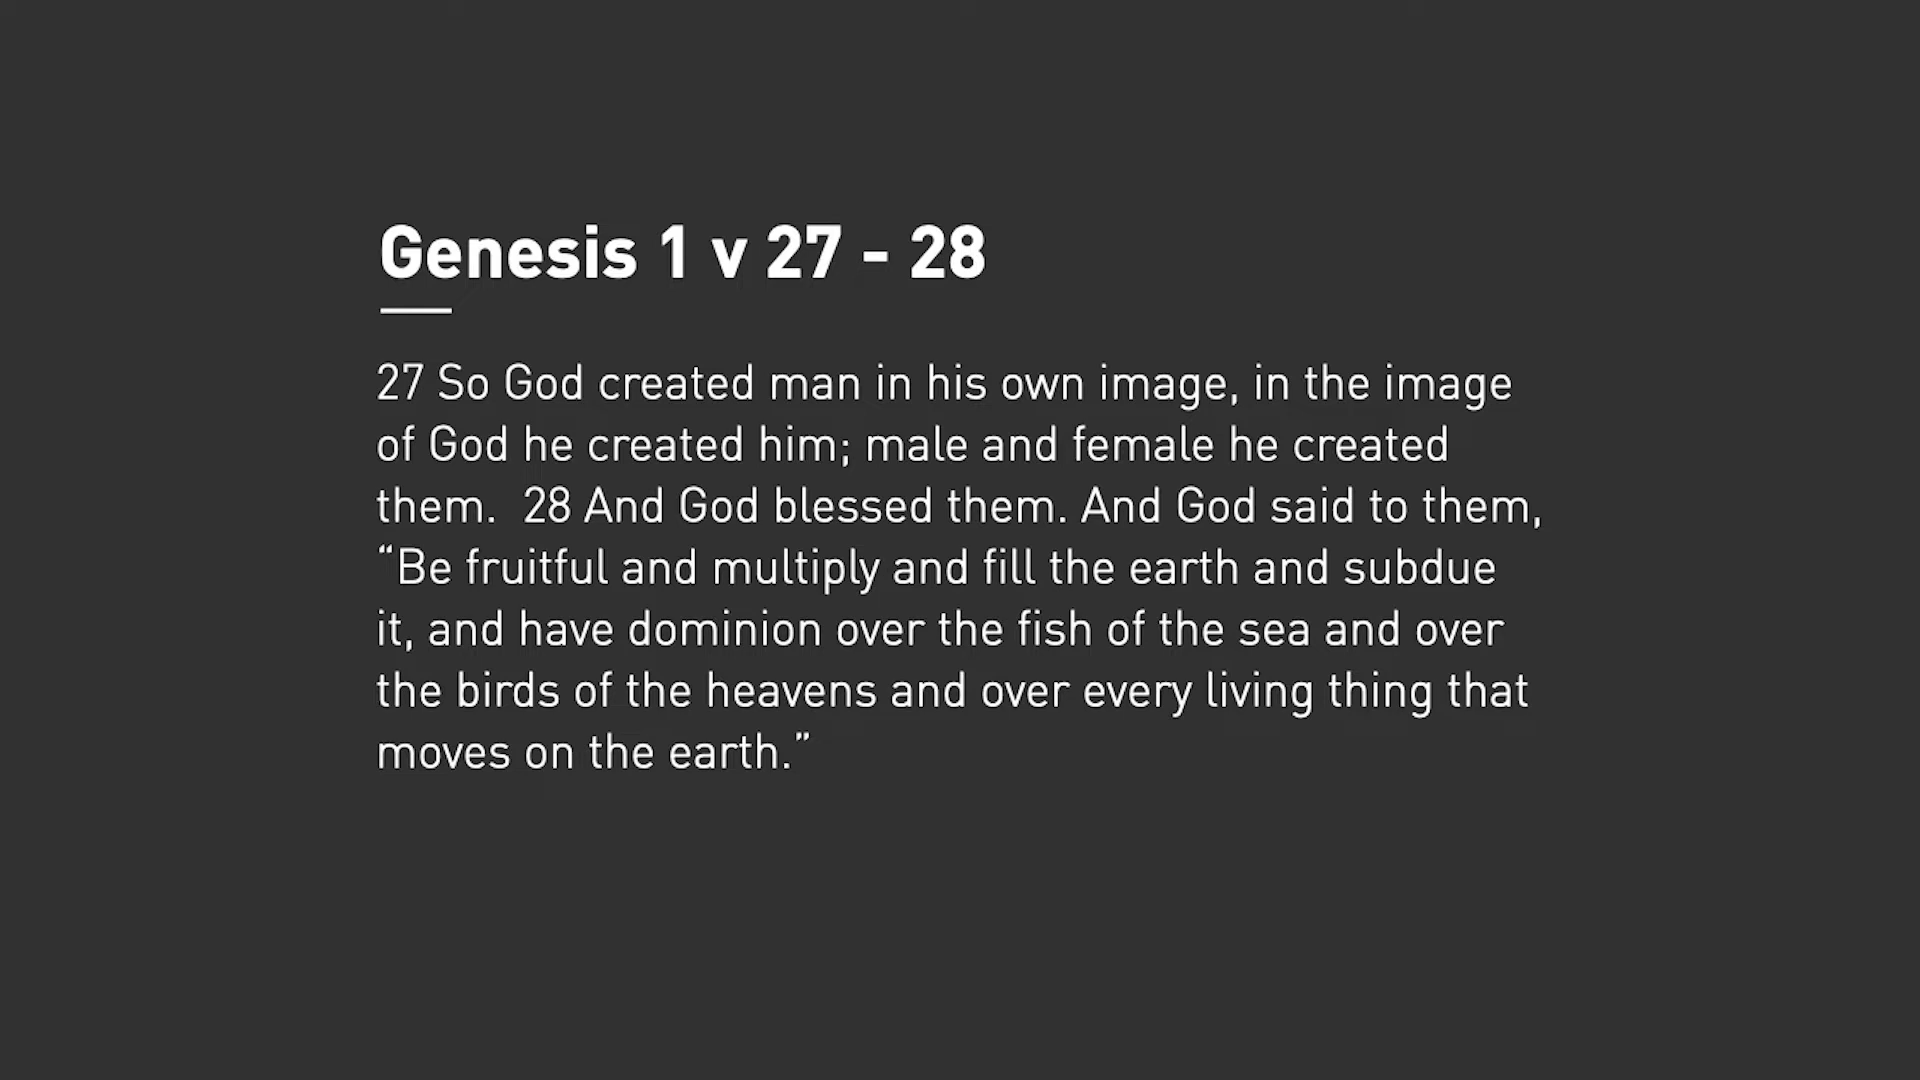 Genesis 1 v 27 - 28
27 So God created man in his own image, in the image
of God he created him; male and female he created
them.  28 And God blessed them. And God said to them,
“Be fruitful and multiply and fill the earth and subdue
it, and have dominion over the fish of the sea and over
the birds of the heavens and over every living thing that
moves on the earth.”